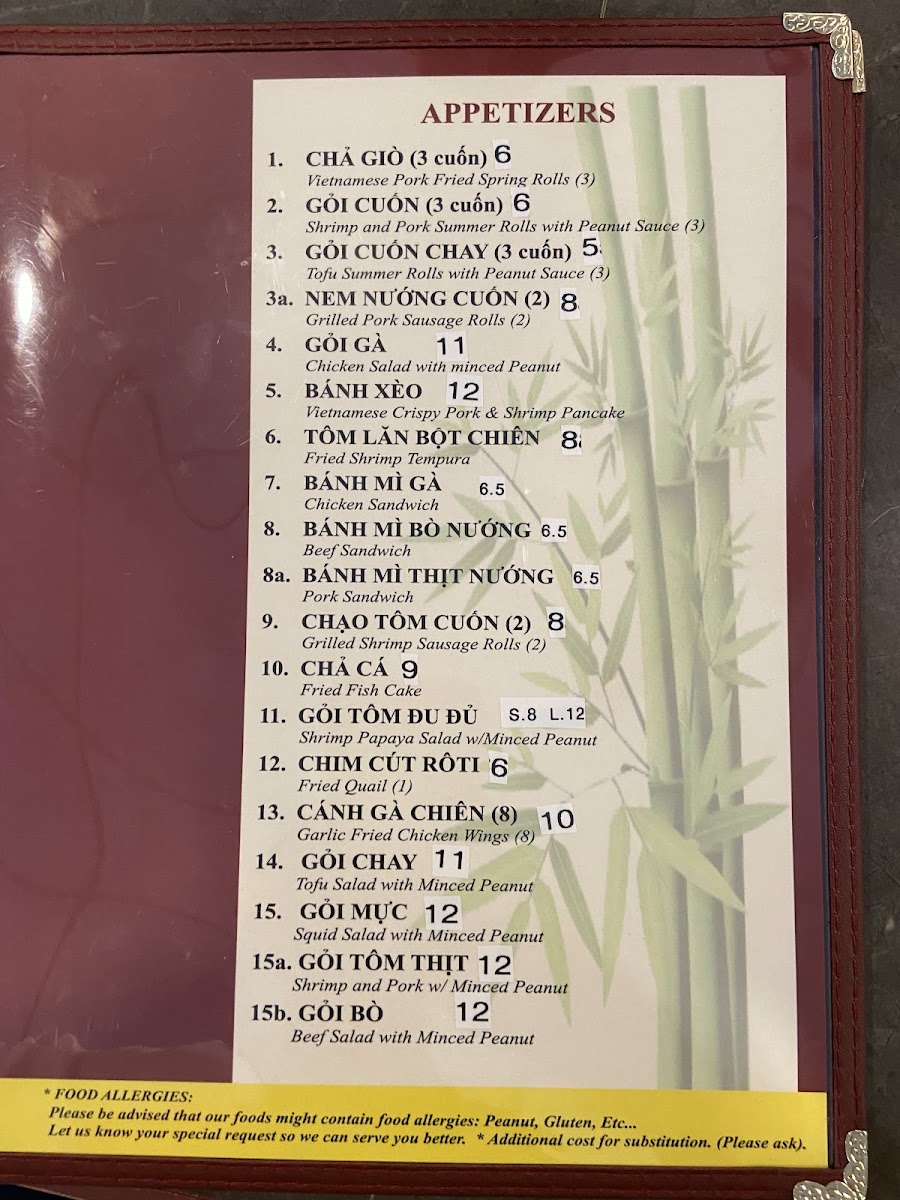 APPETIZERS
1. CHẢ GIÒ (3 cuốn) 6
Vietnamese Pork Fried Spring Rolls (3)
2. GỎI CUỐN (3 cuốn) 6
Shrimp and Pork Summer Rolls with Peanut Sauce (3)
3. GỎI CUỐN CHAY (3 cuốn) 5
Tofu Summer Rolls with Peanut Sauce (3)
3a. NEM NƯỚNG CUỐN (2) 8
Grilled Pork Sausage Rolls (2)
4. GỎI GÀ 11
Chicken Salad with minced Peanut
5. BÁNH XÈO 12
Vietnamese Crispy Pork & Shrimp Pancake
6. TÔM LĂN BỘT CHIÊN 8
Fried Shrimp Tempura
7. BÁNH MÌ GÀ 6.5
Chicken Sandwich
8. BÁNH MÌ BÒ NƯỚNG 6.5
Beef Sandwich
8a. BÁNH MÌ THỊT NƯỚNG 6.5
Pork Sandwich
9. CHẠO TÔM CUỐN (2) 8
Grilled Shrimp Sausage Rolls (2)
10. CHẢ CÁ 9
Fried Fish Cake
11. GỎI TÔM ĐU ĐỦ S.8 L.12
Shrimp Papaya Salad w/Minced Peanut
12. CHIM CÚT RÔTI 6
Fried Quail (1)
13. CÁNH GÀ CHIÊN (8) 10
Garlic Fried Chicken Wings (8)
14. GỎI CHAY 11
Tofu Salad with Minced Peanut
15. GỎI MỰC 12
Squid Salad with Minced Peanut
15a. GỎI TÔM THỊT 12
Shrimp and Pork w/ Minced Peanut
15b. GỎI BÒ 12
Beef Salad with Minced Peanut
* FOOD ALLERGIES:
Please be advised that our foods might contain food allergies: Peanut, Gluten, Etc...
Let us know your special request so we can serve you better. * Additional cost for substitution. (Please ask).